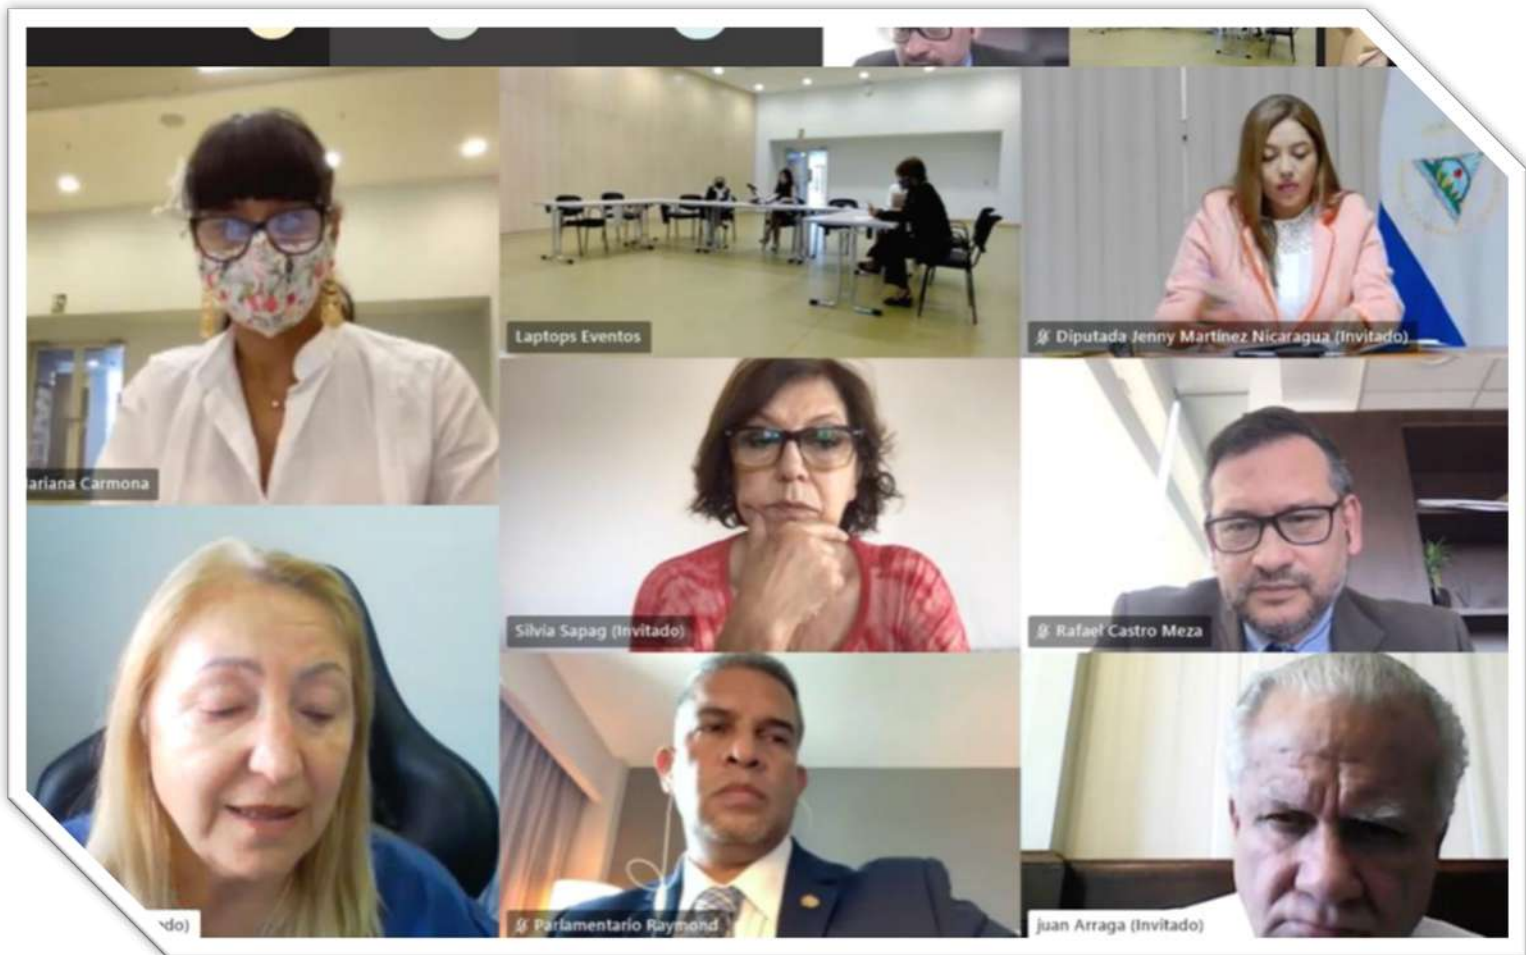 Laptops Eventos
Diputada Jenny Martínez Nicaragua (Invitado)
ariana Carmona
Silvia Sapag (Invitado)
Rafael Castro Meza
do)
Parlamentario Raymond
juan Arraga (Invitado)